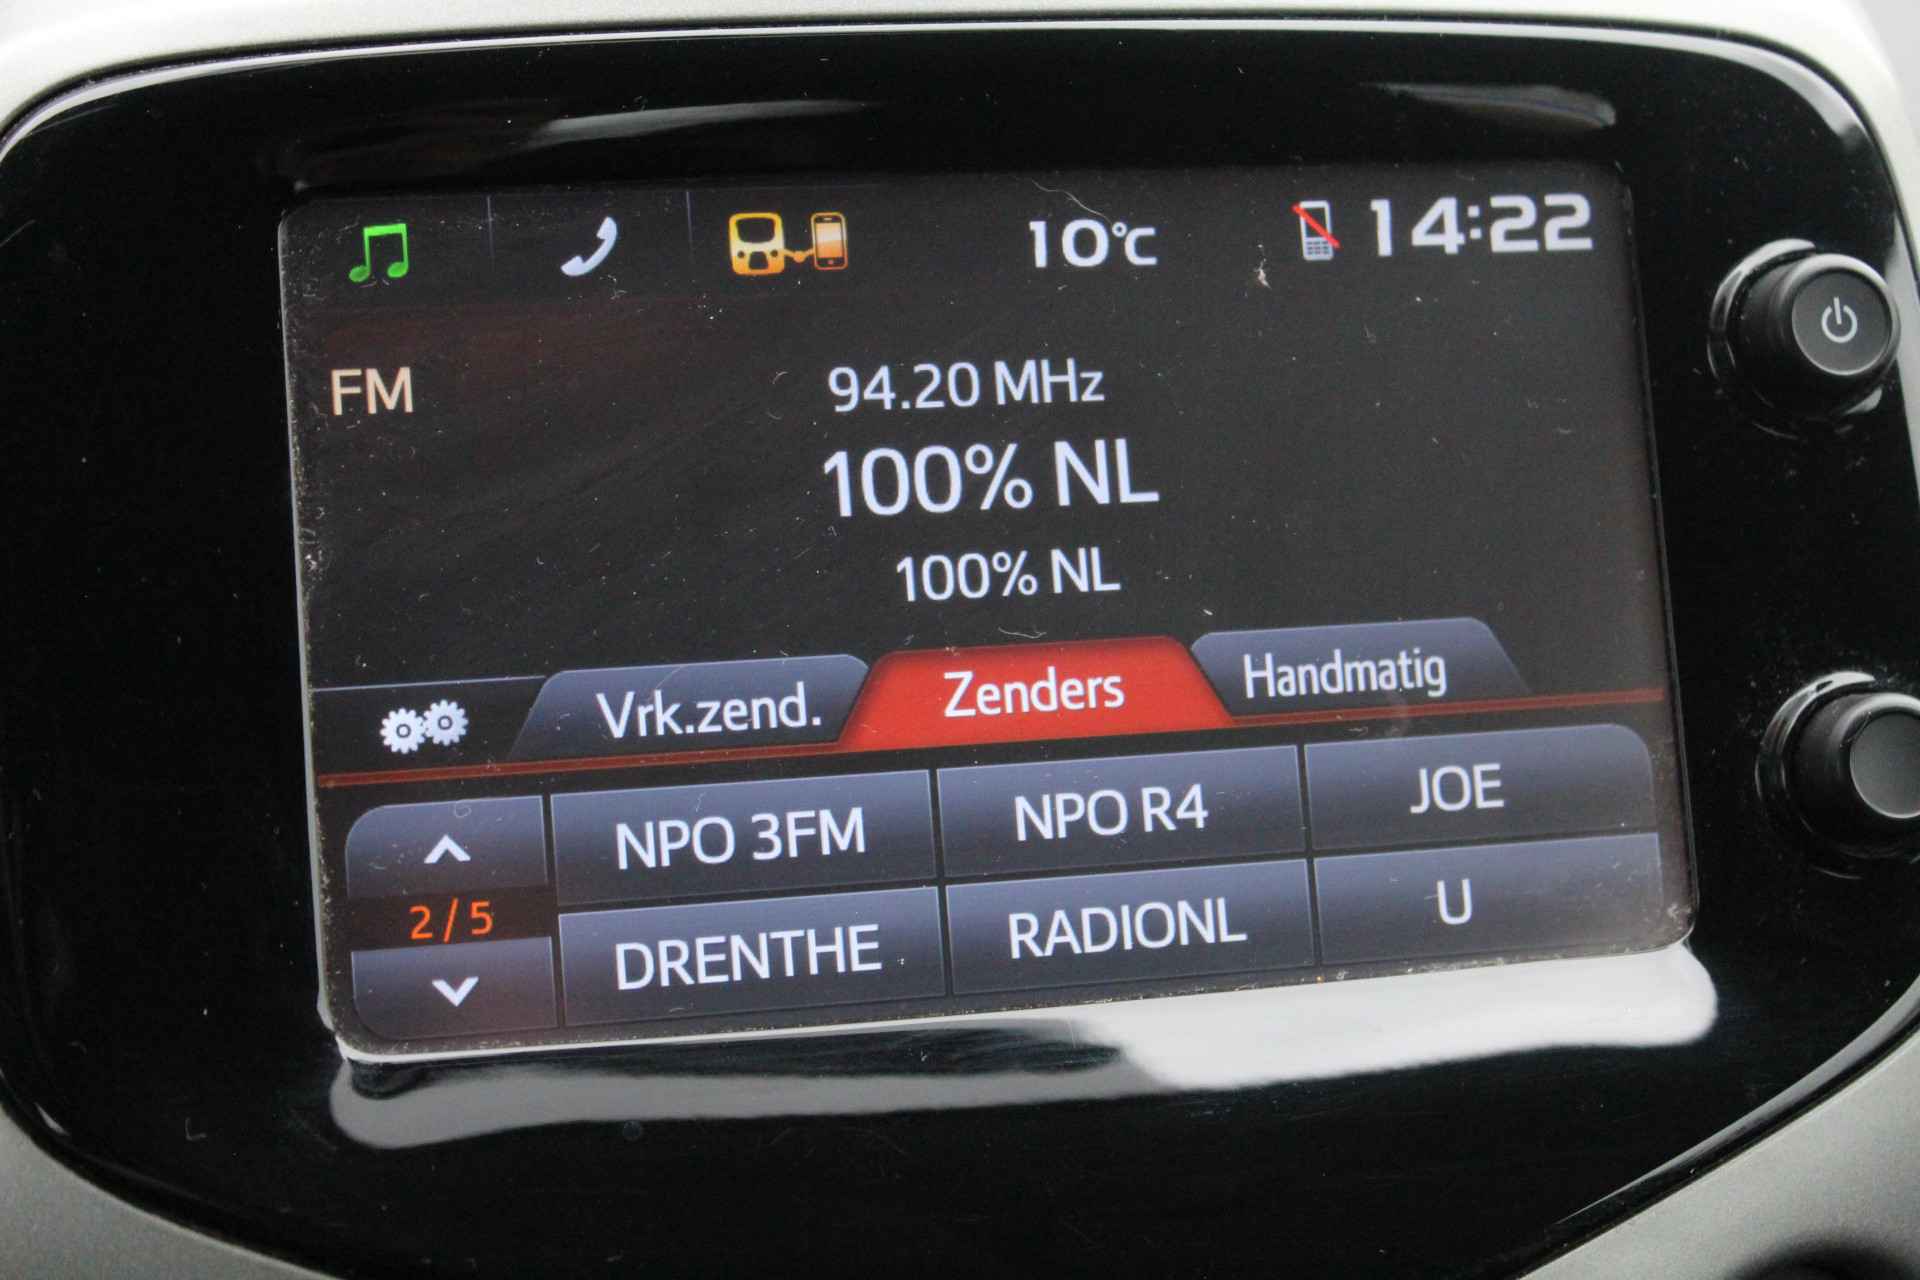 10°C 14:22
FM
94.20 MHz
100% NL
100% NL
Vrk.zend. Zenders Handmatig
NPO 3FM NPO R4 JOE
2 / 5
DRENTHE RADIONL U